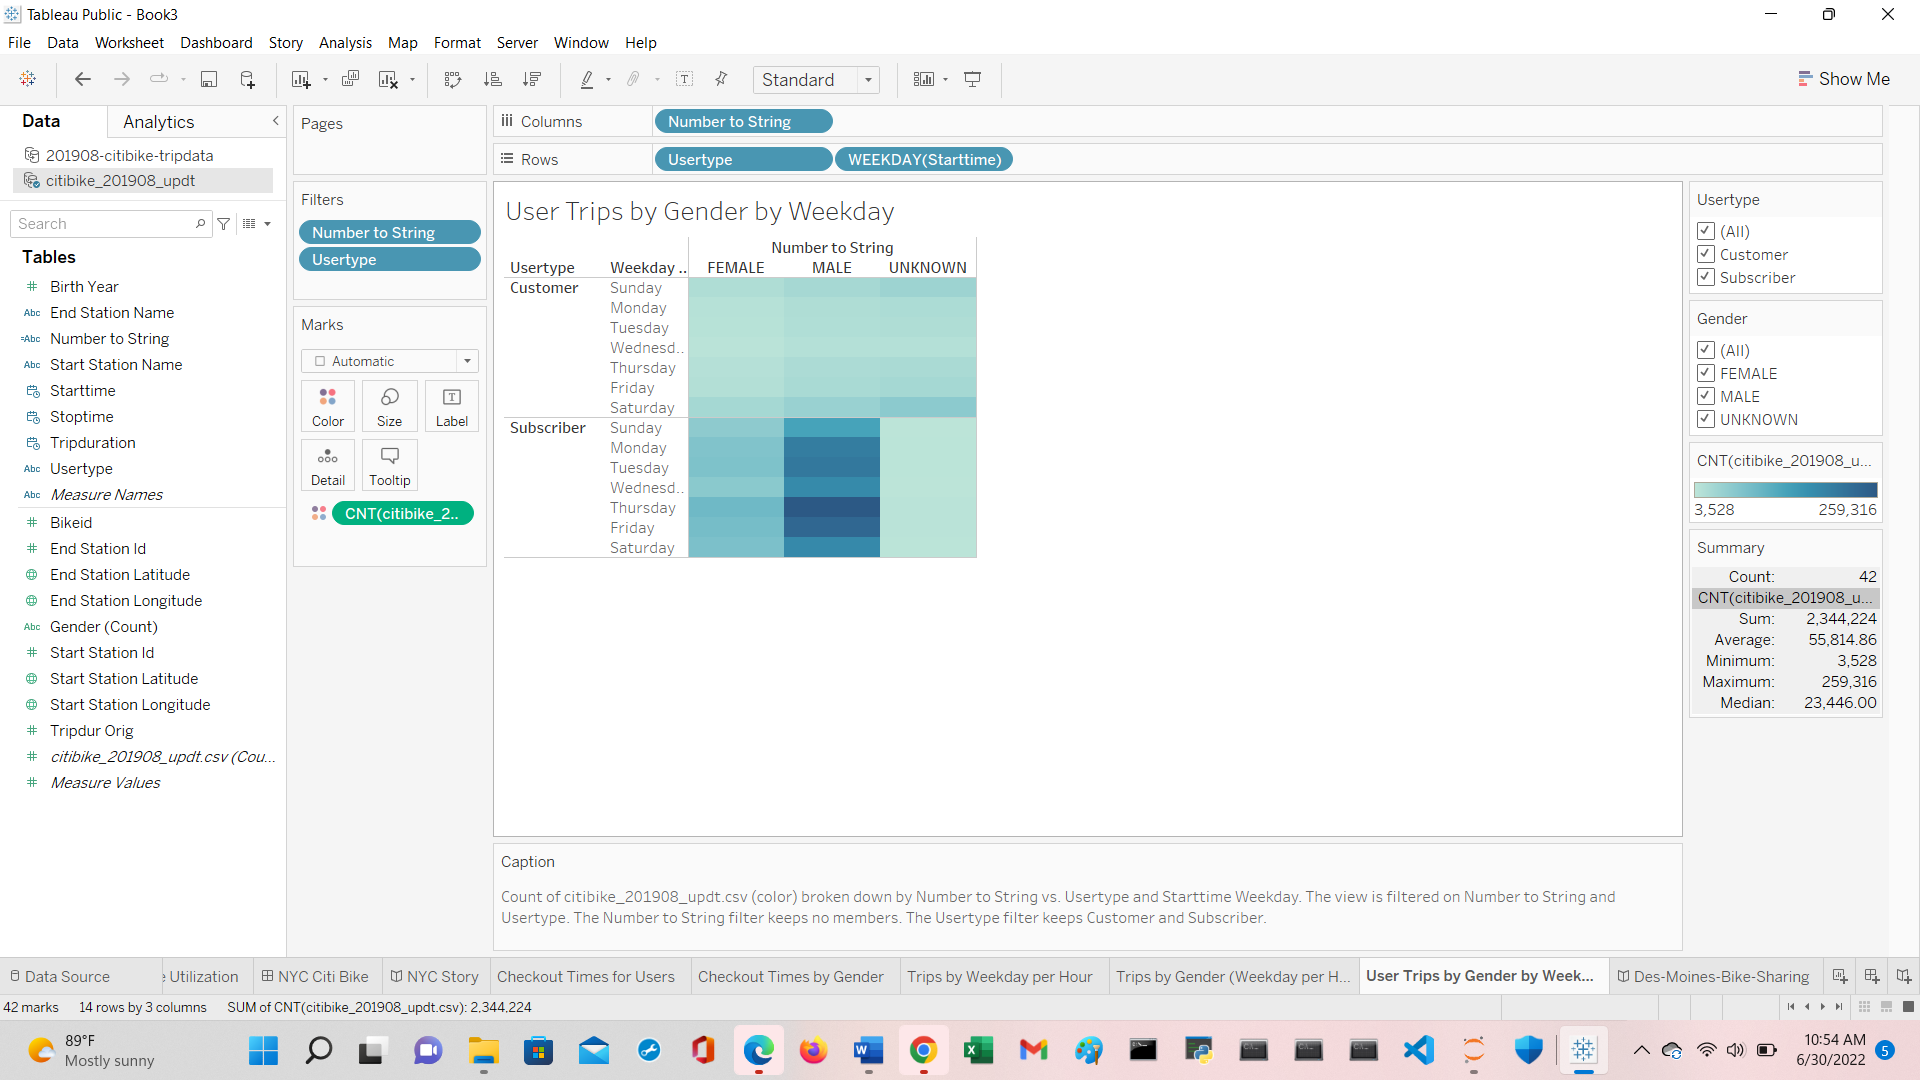 Tableau Public - Book3
File Data Worksheet Dashboard Story Analysis Map Format Server Window Help
Standard
Show Me
Data Analytics
201908-citibike-tripdata
citibike_201908_updt
Search
Tables
Birth Year
Abc End Station Name
=Abc Number to String
Abc Start Station Name
Starttime
Stoptime
Tripduration
Abc Usertype
Abc Measure Names
Bikeid
End Station Id
End Station Latitude
End Station Longitude
Abc Gender (Count)
Start Station Id
Start Station Latitude
Start Station Longitude
Tripdur Orig
citibike_201908_updt.csv (Cou...
Measure Values
Pages
Filters
Number to String
Usertype
Marks
Automatic
Color Size Label
Detail Tooltip
CNT(citibike_2..
Columns Number to String
Rows Usertype WEEKDAY(Starttime)
User Trips by Gender by Weekday
Number to String
Usertype Weekday .. FEMALE MALE UNKNOWN
Customer Sunday
Monday
Tuesday
Wednesd..
Thursday
Friday
Saturday
Subscriber Sunday
Monday
Tuesday
Wednesd..
Thursday
Friday
Saturday
Usertype
(All)
Customer
Subscriber
Gender
(All)
FEMALE
MALE
UNKNOWN
CNT(citibike_201908_u...
3,528 259,316
Summary
Count: 42
CNT(citibike_201908_u...
Sum: 2,344,224
Average: 55,814.86
Minimum: 3,528
Maximum: 259,316
Median: 23,446.00
Caption
Count of citibike_201908_updt.csv (color) broken down by Number to String vs. Usertype and Starttime Weekday. The view is filtered on Number to String and
Usertype. The Number to String filter keeps no members. The Usertype filter keeps Customer and Subscriber.
Data Source e Utilization NYC Citi Bike NYC Story Checkout Times for Users Checkout Times by Gender Trips by Weekday per Hour Trips by Gender (Weekday per H... User Trips by Gender by Week... Des-Moines-Bike-Sharing
42 marks 14 rows by 3 columns SUM of CNT(citibike_201908_updt.csv): 2,344,224
89°F
Mostly sunny
10:54 AM
6/30/2022
5